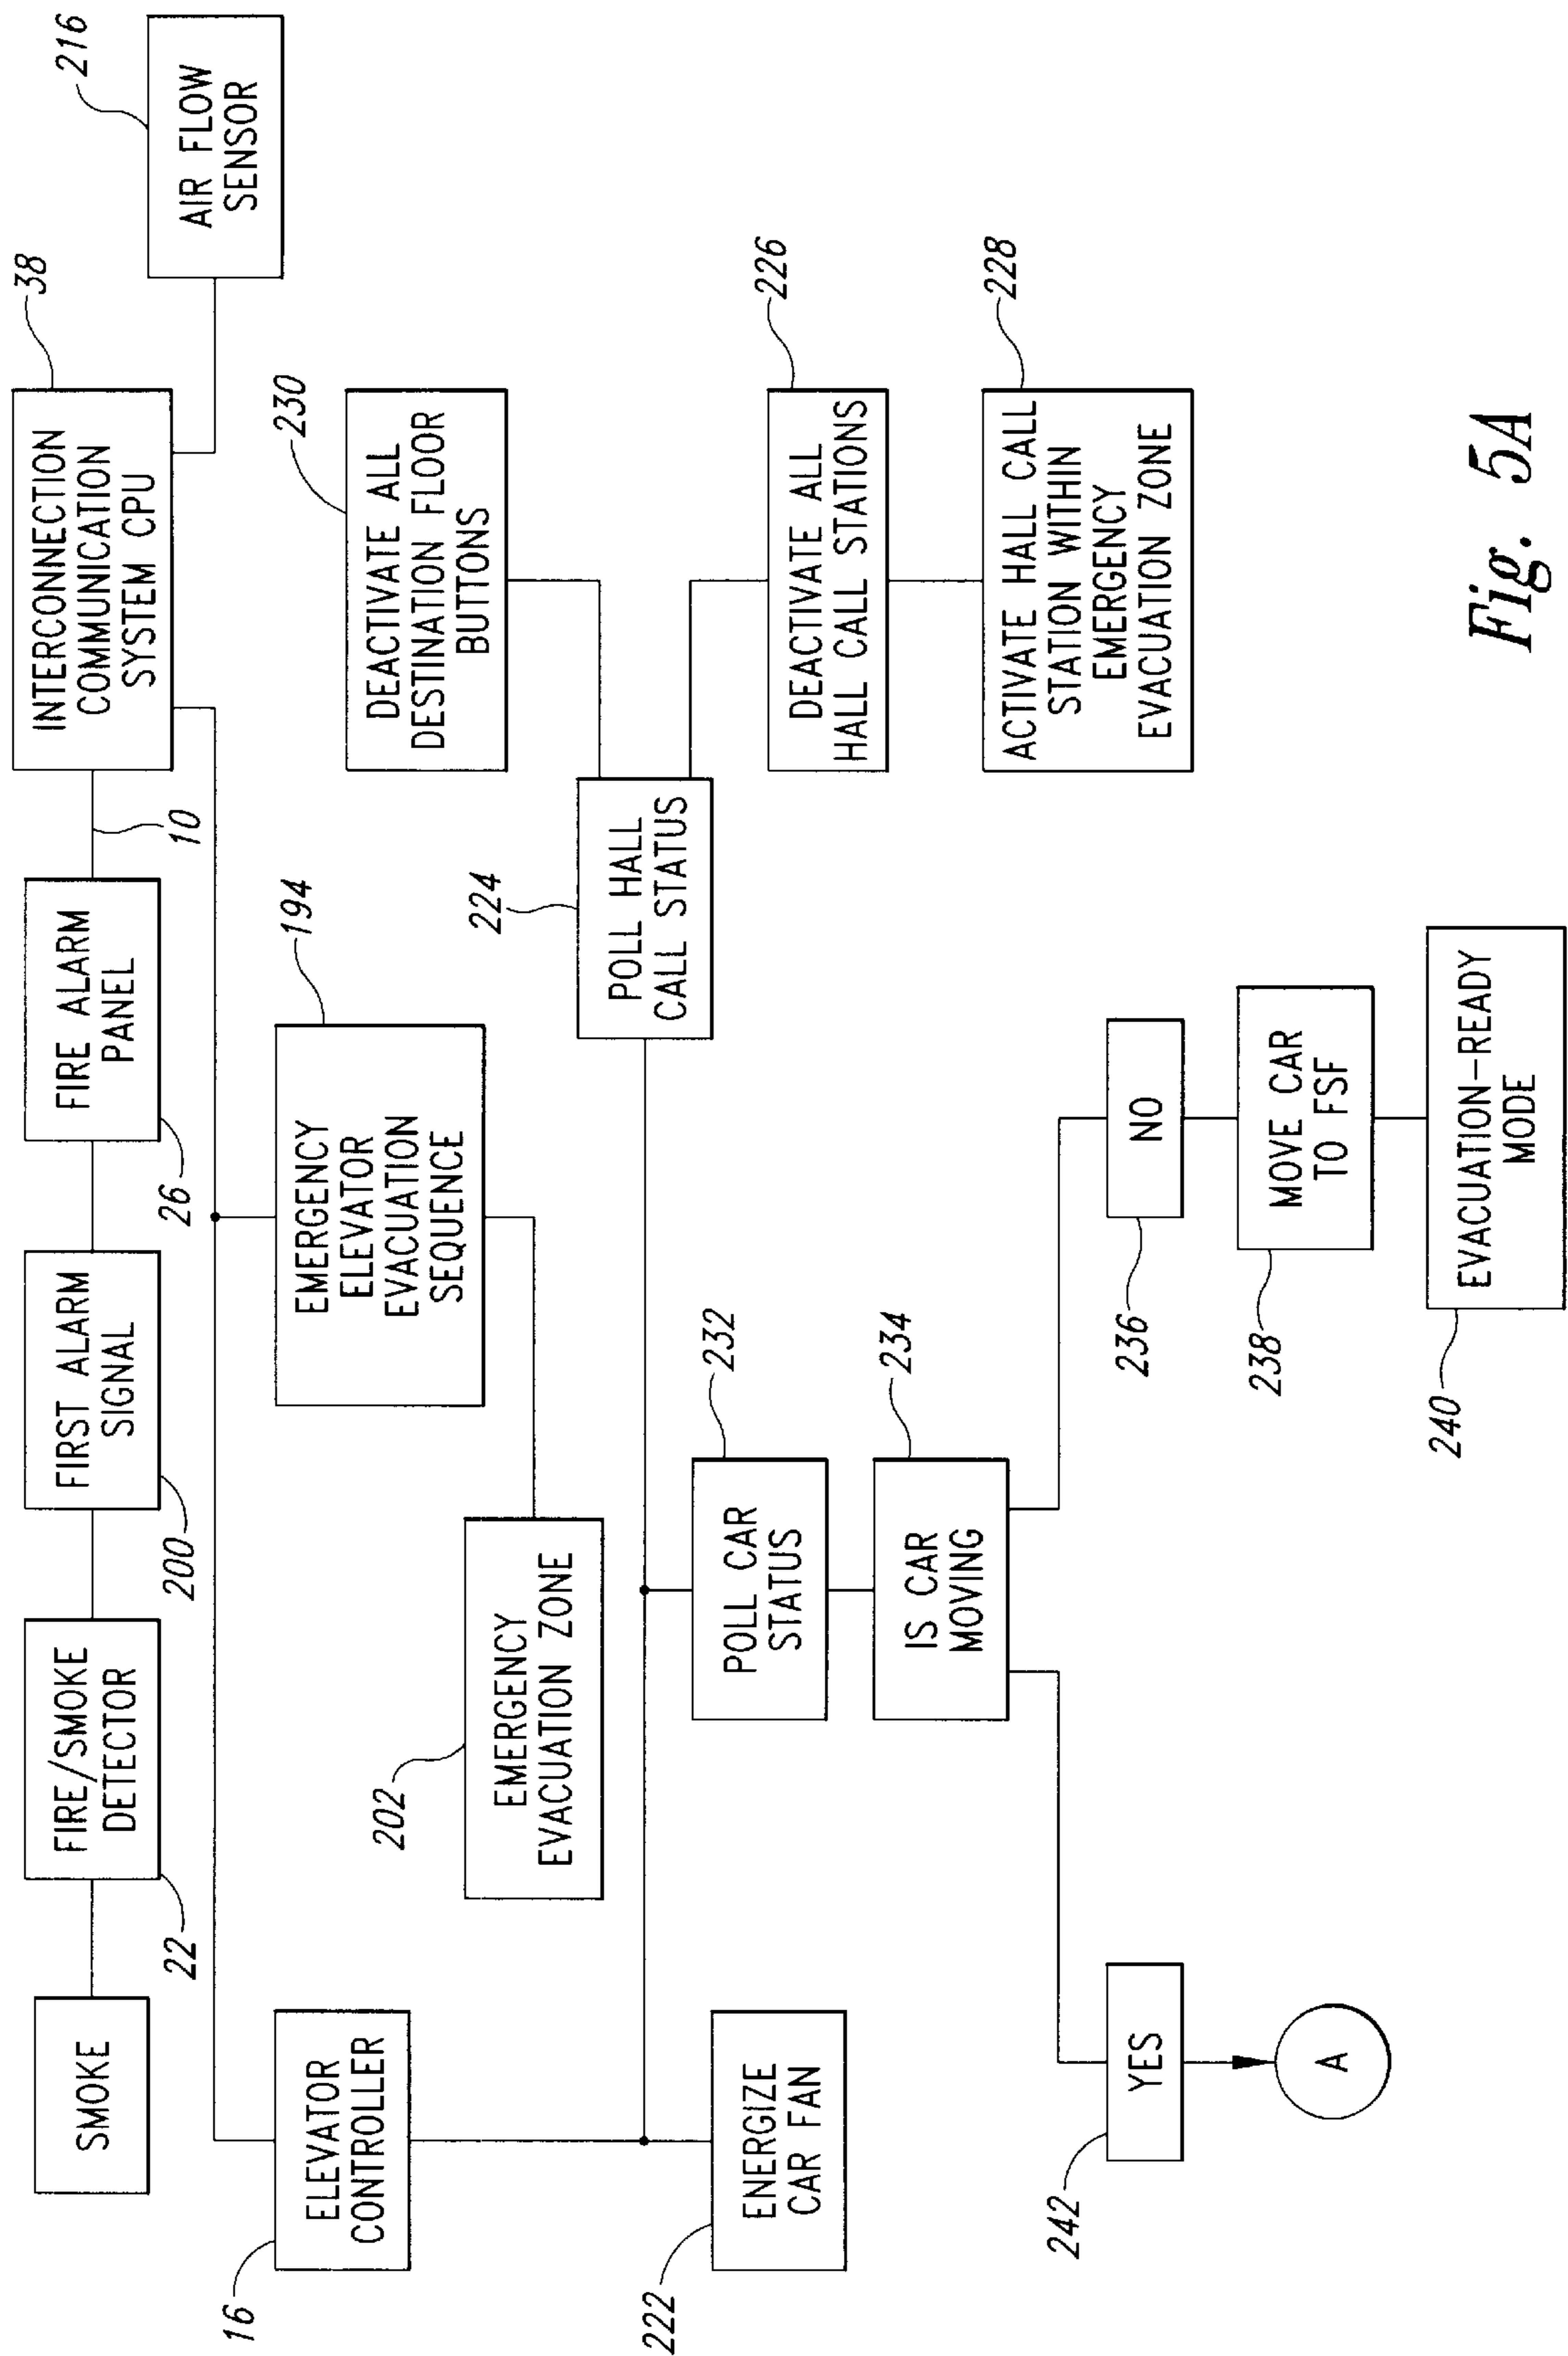 SMOKE
FIRE/SMOKE
DETECTOR
22
FIRST ALARM
SIGNAL
200
FIRE ALARM
PANEL
26
10
INTERCONNECTION
COMMUNICATION
SYSTEM CPU
38
AIR FLOW
SENSOR
216
ELEVATOR
CONTROLLER
16
EMERGENCY
ELEVATOR
EVACUATION
SEQUENCE
194
DEACTIVATE ALL
DESTINATION FLOOR
BUTTONS
230
EMERGENCY
EVACUATION ZONE
202
POLL HALL
CALL STATUS
224
ENERGIZE
CAR FAN
222
POLL CAR
STATUS
232
DEACTIVATE ALL
HALL CALL STATIONS
226
IS CAR
MOVING
234
ACTIVATE HALL CALL
STATION WITHIN
EMERGENCY
EVACUATION ZONE
228
YES
242
NO
236
A
MOVE CAR
TO FSF
238
EVACUATION-READY
MODE
240
Fig. 5A